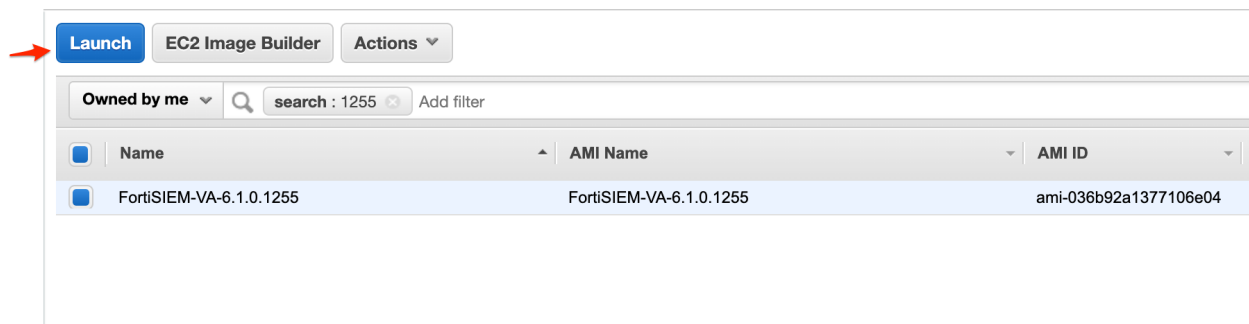 Launch EC2 Image Builder Actions
Owned by me search : 1255 Add filter
Name AMI Name AMI ID
FortiSIEM-VA-6.1.0.1255 FortiSIEM-VA-6.1.0.1255 ami-036b92a1377106e04